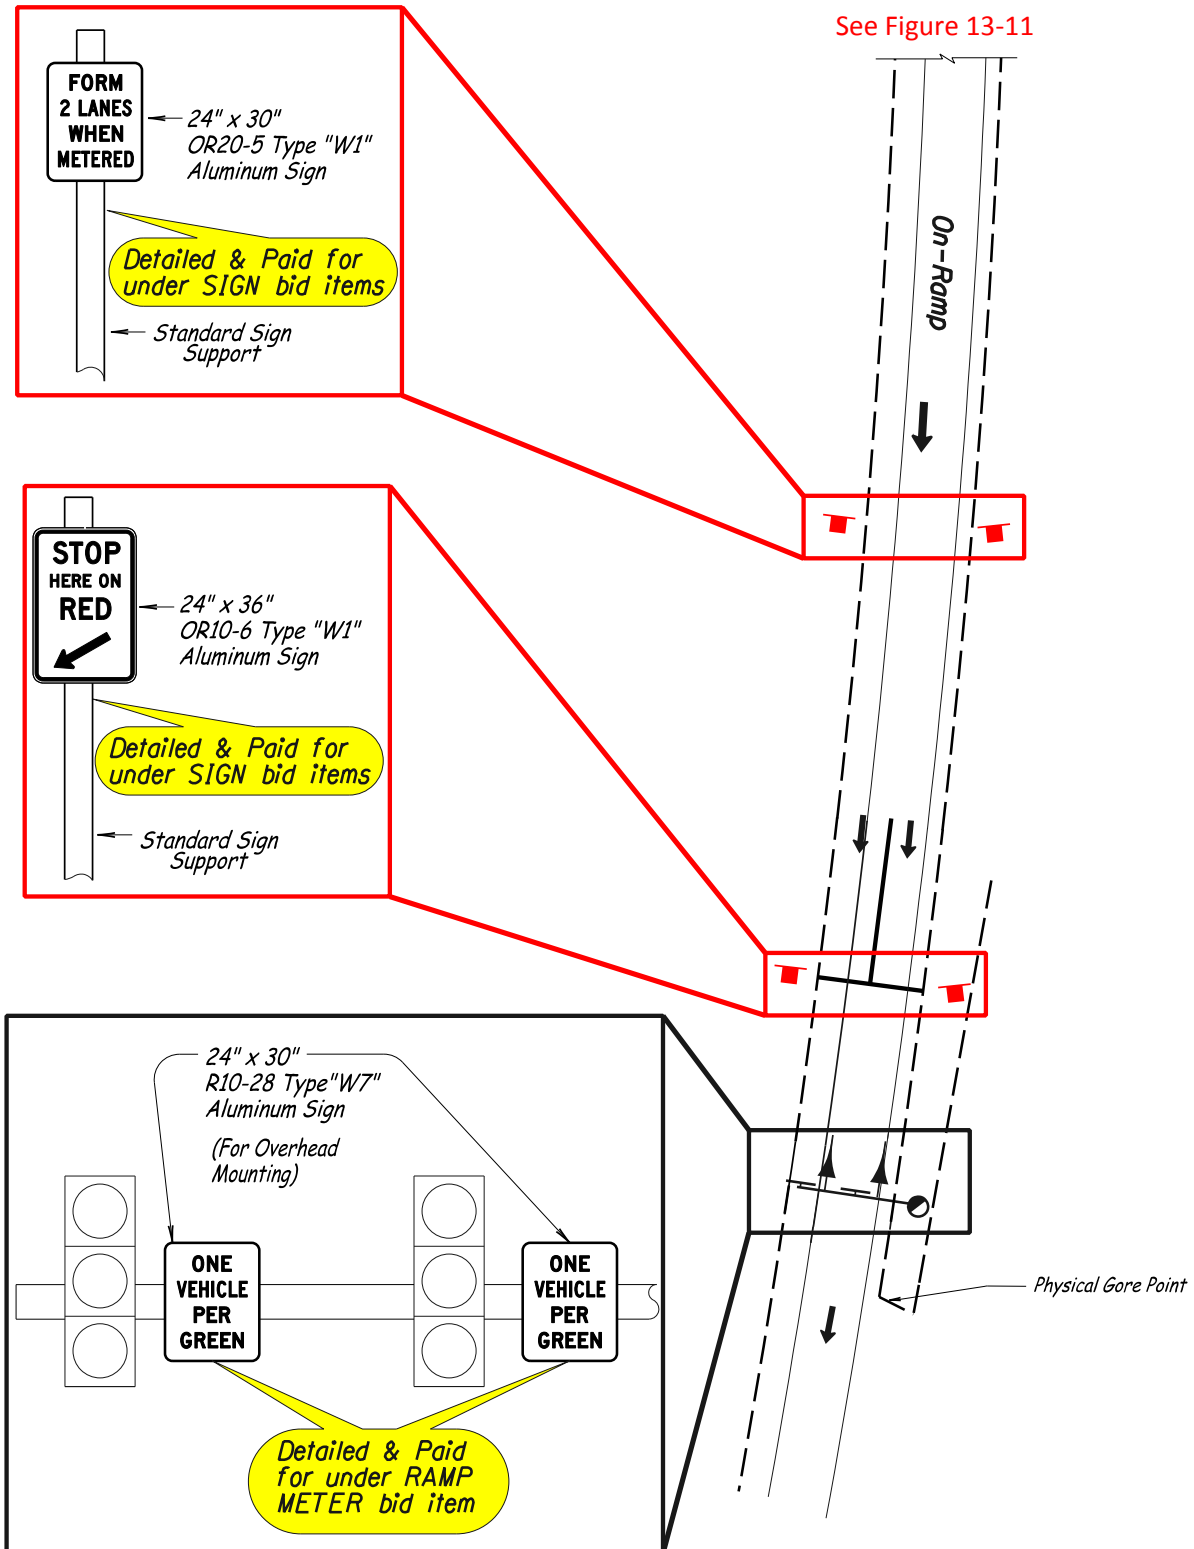 See Figure 13-11
FORM
2 LANES
WHEN
METERED
24" x 30"
OR20-5 Type "W1"
Aluminum Sign
Detailed & Paid for
under SIGN bid items
Standard Sign
Support
On-Ramp
STOP
HERE ON
RED
24" x 36"
OR10-6 Type "W1"
Aluminum Sign
Detailed & Paid for
under SIGN bid items
Standard Sign
Support
24" x 30"
R10-28 Type"W7"
Aluminum Sign
(For Overhead
Mounting)
ONE
VEHICLE
PER
GREEN
ONE
VEHICLE
PER
GREEN
Physical Gore Point
Detailed & Paid
for under RAMP
METER bid item